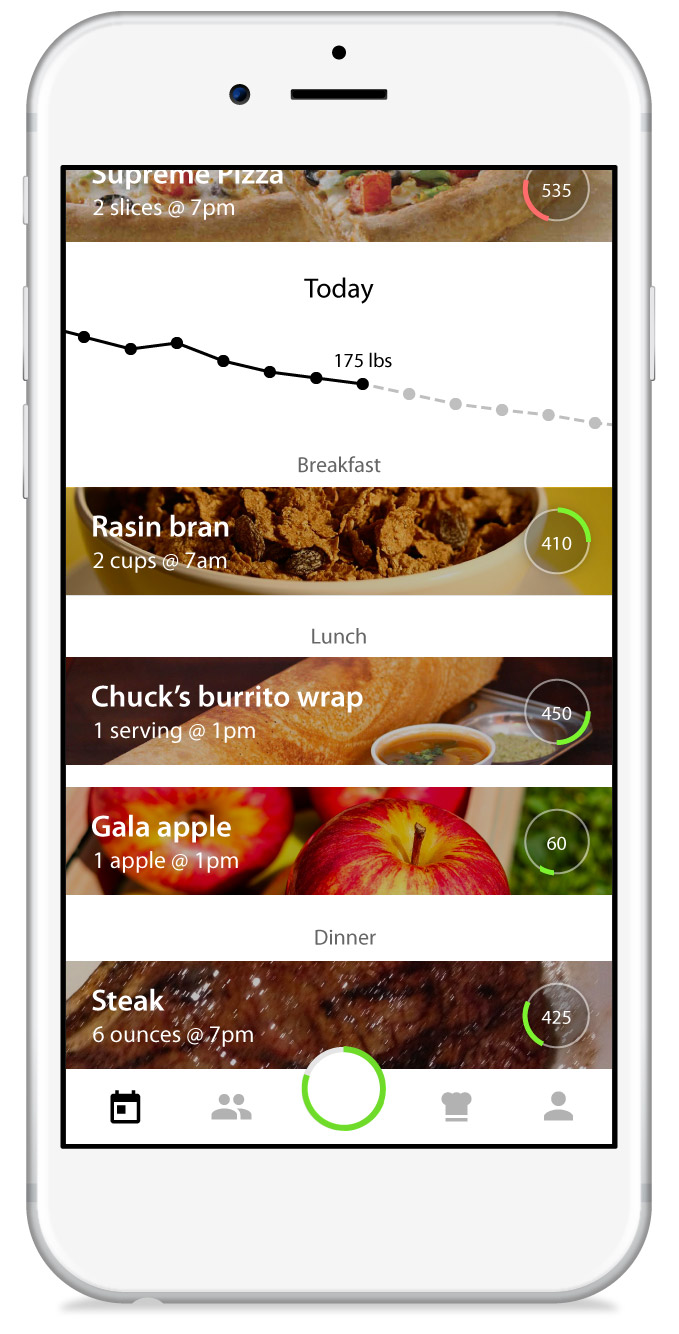 Supreme Pizza
2 slices @ 7pm
535
Today
175 lbs
Breakfast
Rasin bran
2 cups @ 7am
410
Lunch
Chuck's burrito wrap
1 serving @ 1pm
450
Gala apple
1 apple @ 1pm
60
Dinner
Steak
6 ounces @ 7pm
425